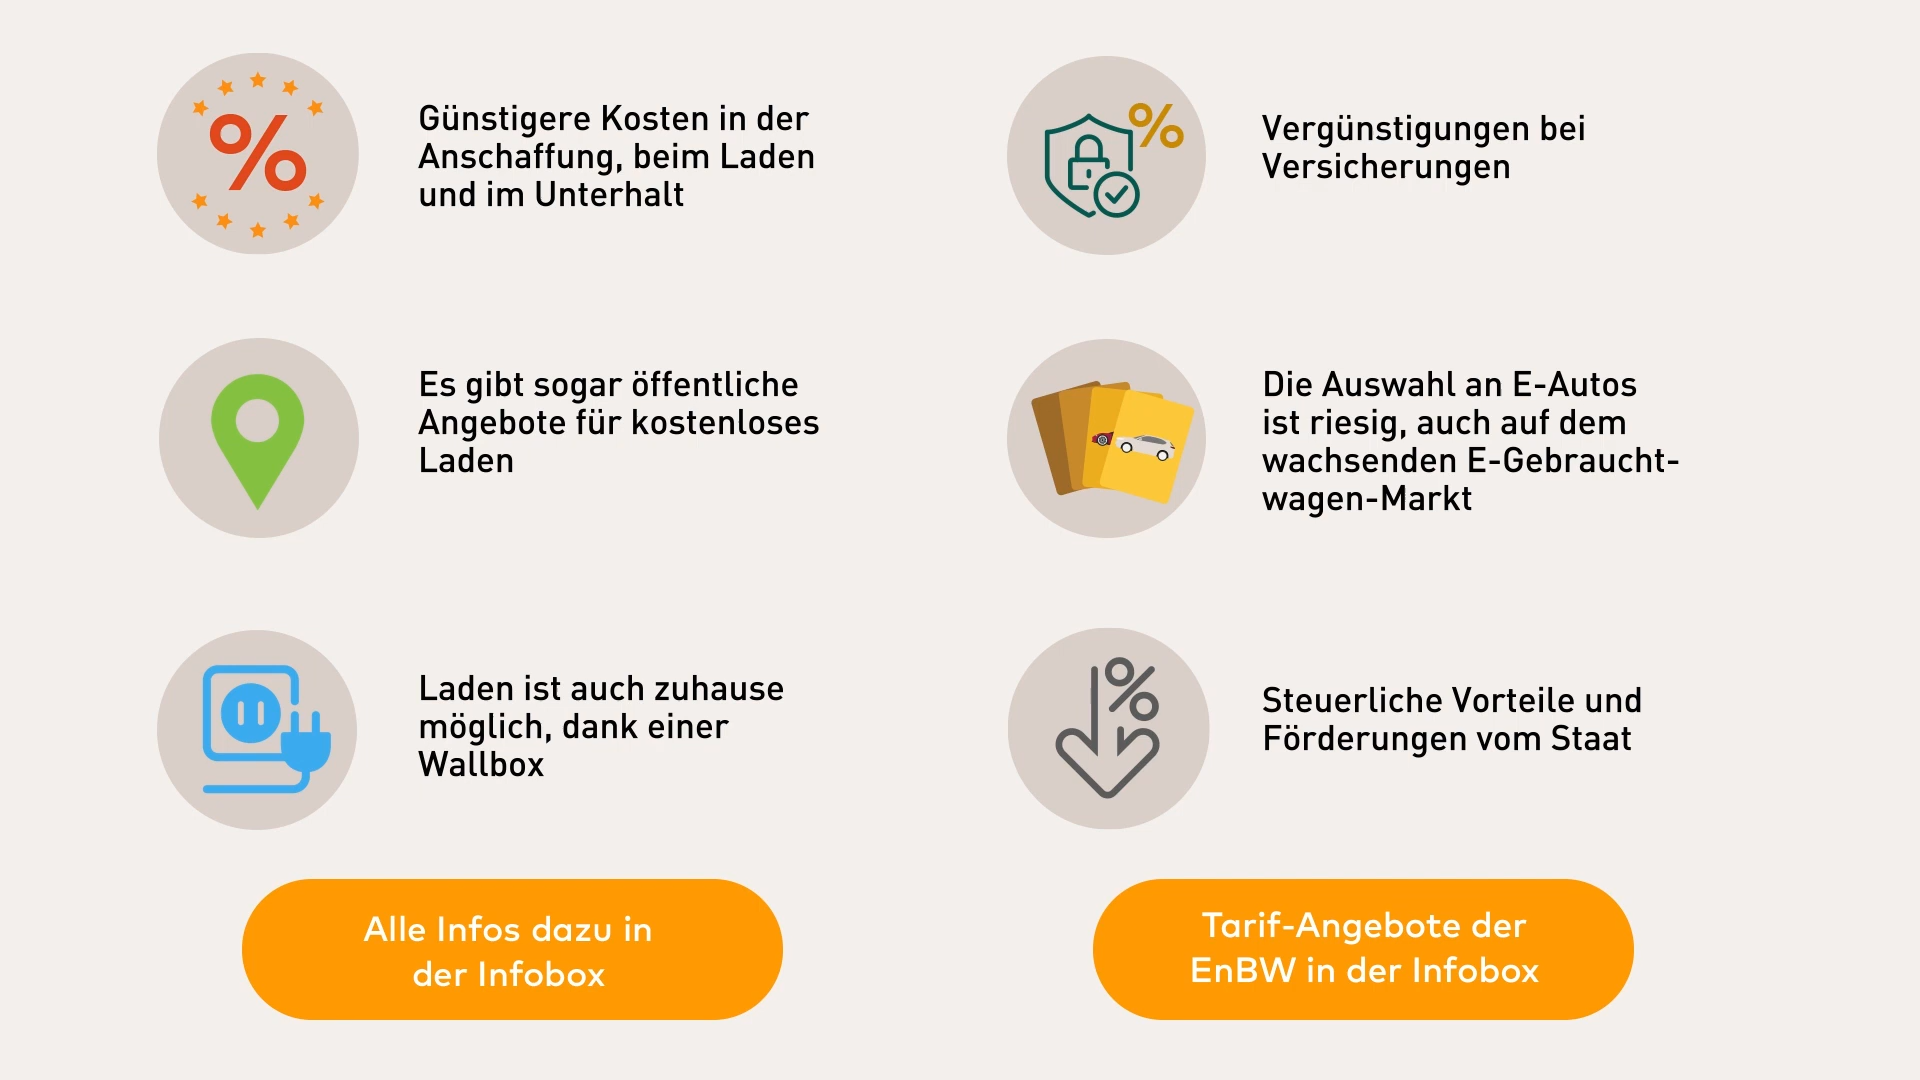 Günstigere Kosten in der
Anschaffung, beim Laden
und im Unterhalt
Vergünstigungen bei
Versicherungen
Es gibt sogar öffentliche
Angebote für kostenloses
Laden
Die Auswahl an E-Autos
ist riesig, auch auf dem
wachsenden E-Gebraucht-
wagen-Markt
Laden ist auch zuhause
möglich, dank einer
Wallbox
Steuerliche Vorteile und
Förderungen vom Staat
Alle Infos dazu in
der Infobox
Tarif-Angebote der
EnBW in der Infobox